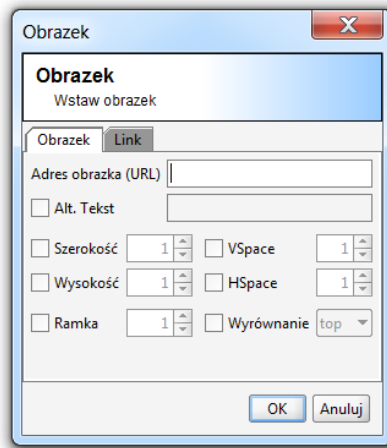 Obrazek
Obrazek
Wstaw obrazek
Obrazek Link
Adres obrazka (URL)
Alt. Tekst
Szerokość 1 VSpace 1
Wysokość 1 HSpace 1
Ramka 1 Wyrównanie top
OK Anuluj